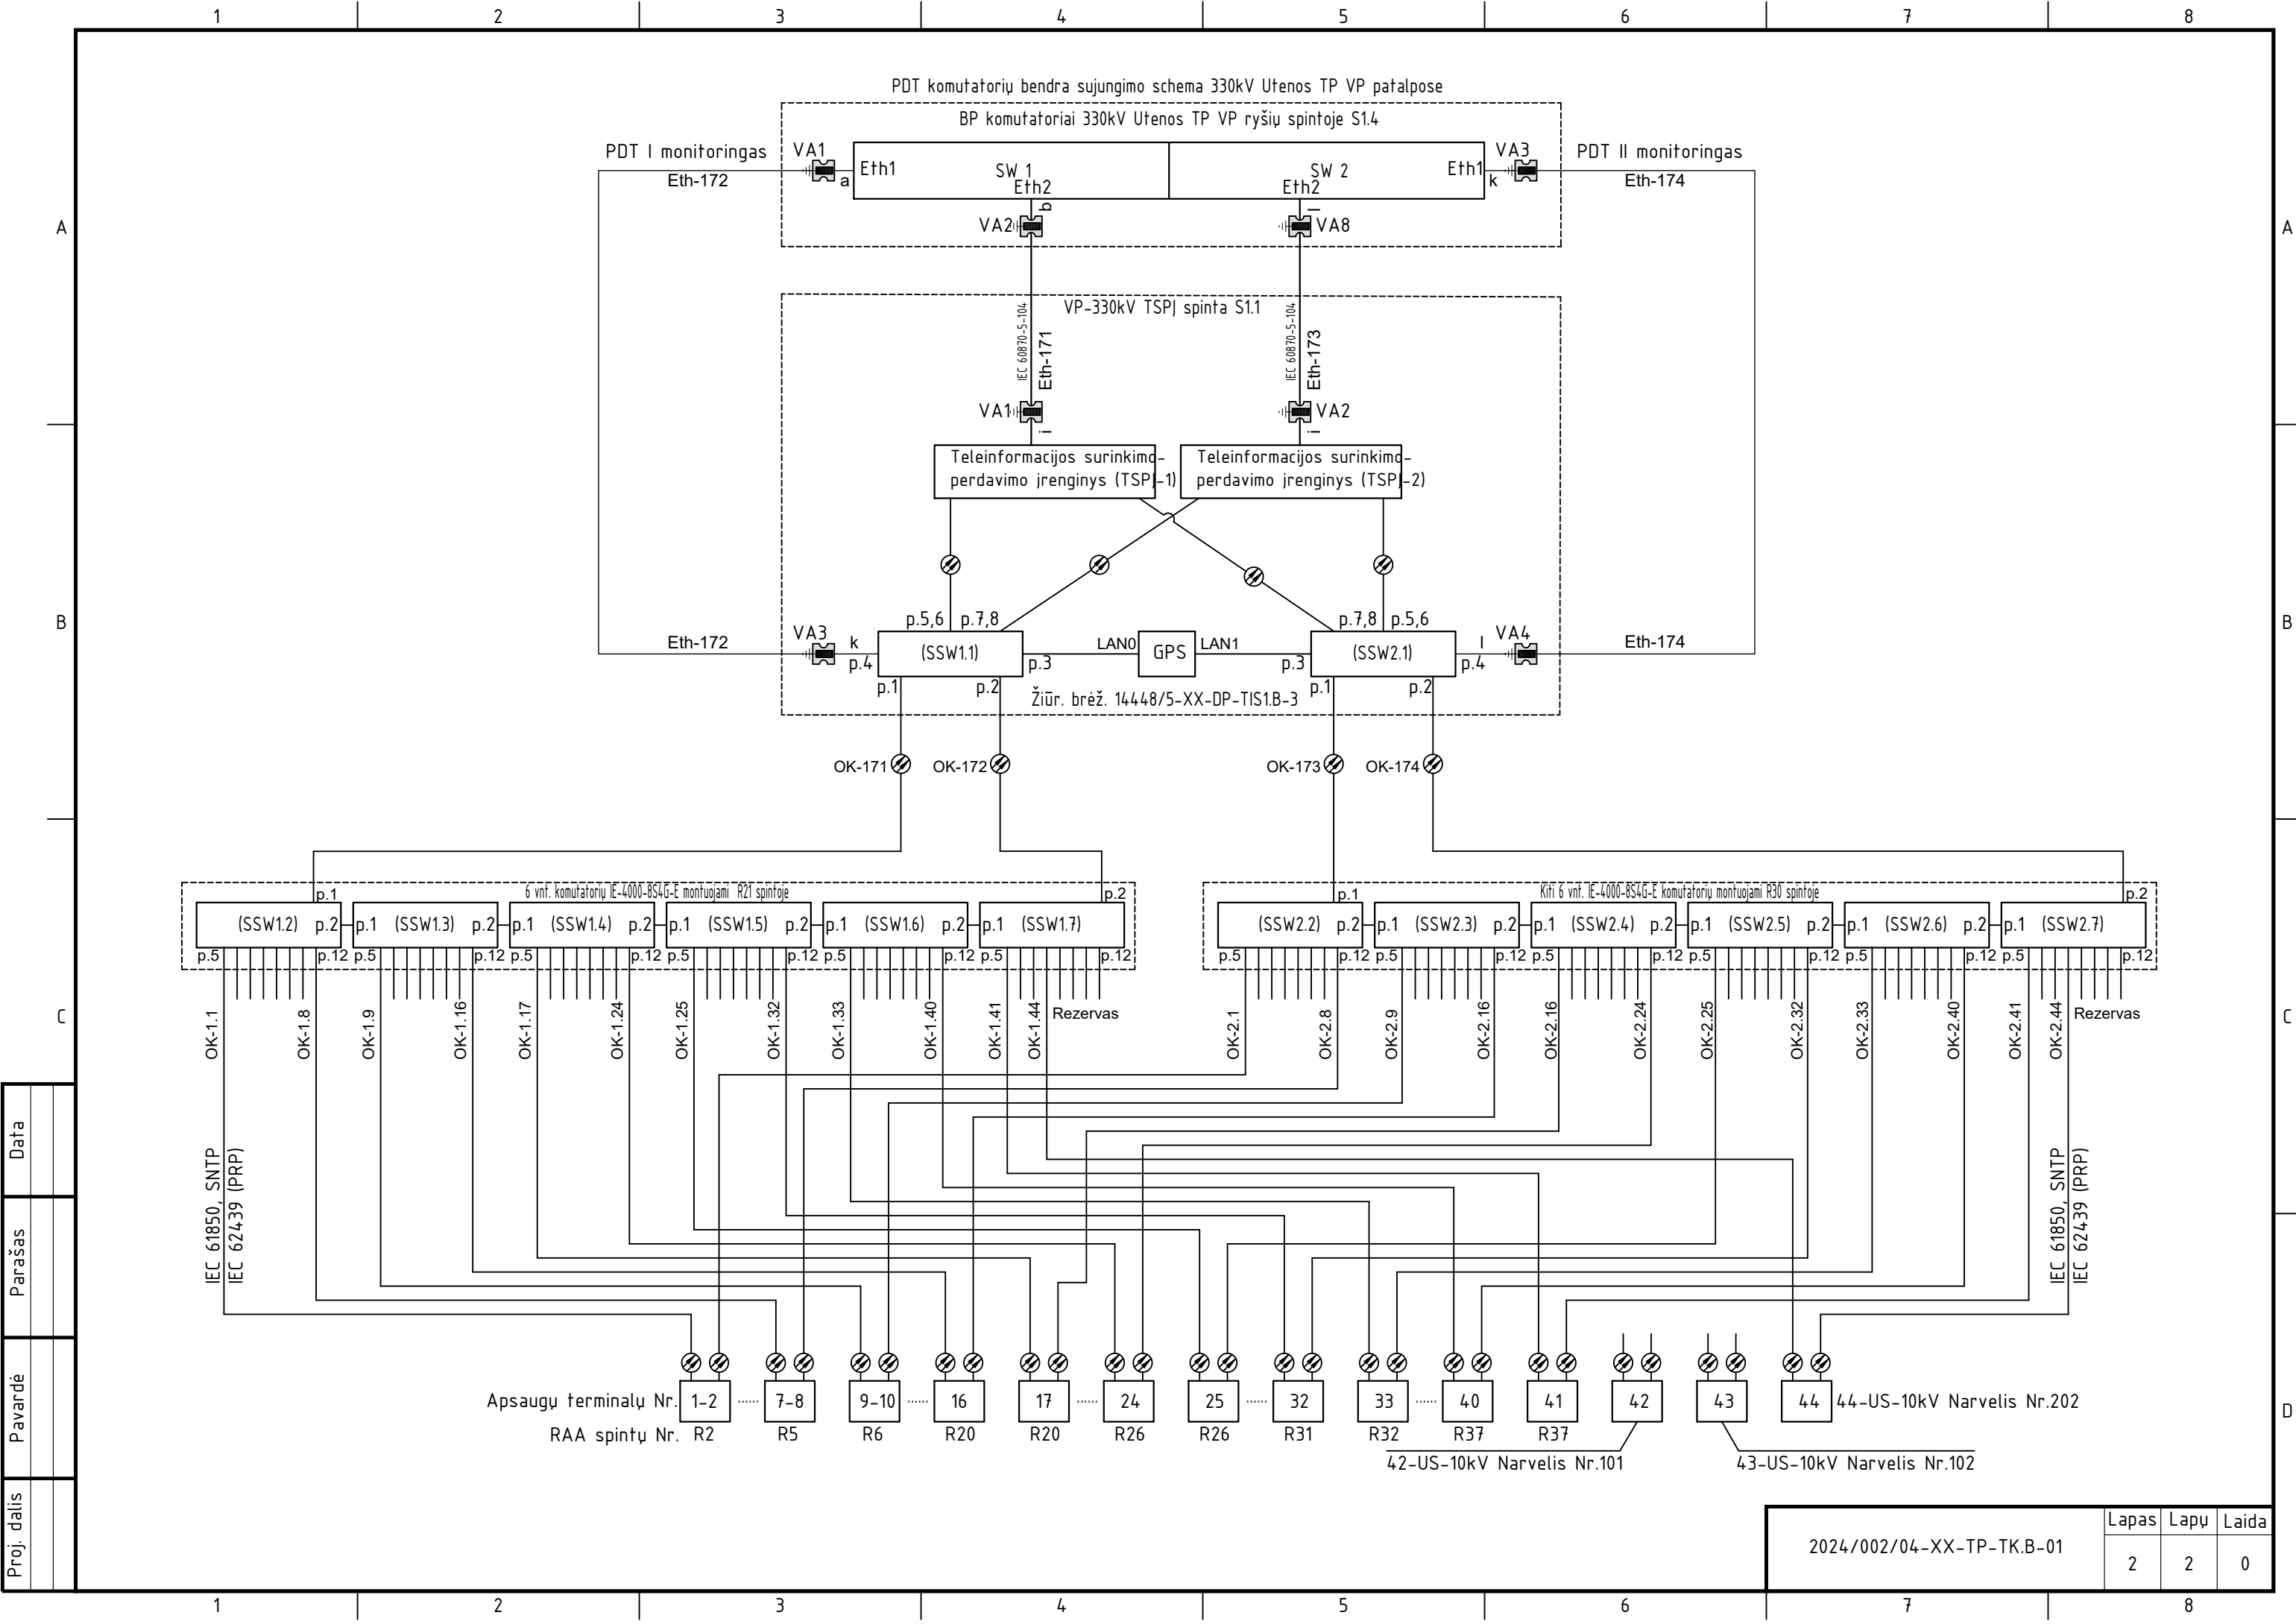 1 2 3 4 5 6 7 8
PDT komutatorių bendra sujungimo schema 330kV Utenos TP VP patalpose
BP komutatoriai 330kV Utenos TP VP ryšių spintoje S1.4
PDT I monitoringas
Eth-172
VA1
a
Eth1
SW 1
Eth2
b
VA2
SW 2
Eth2
l
VA8
Eth1
k
VA3
PDT II monitoringas
Eth-174
A
A
VP-330kV TSPĮ spinta S1.1
IEC 60870-5-104
Eth-171
IEC 60870-5-104
Eth-173
VA1
i
VA2
i
Teleinformacijos surinkimo-
perdavimo įrenginys (TSPĮ-1)
Teleinformacijos surinkimo-
perdavimo įrenginys (TSPĮ-2)
B
B
p.5,6 p.7,8
p.7,8 p.5,6
Eth-172
VA3
k
p.4
(SSW1.1)
p.3
LAN0
GPS
LAN1
p.3
(SSW2.1)
l
p.4
VA4
Eth-174
p.1
p.2
Žiūr. brėž. 14448/5-XX-DP-TIS1.B-3
p.1
p.2
OK-171
OK-172
OK-173
OK-174
p.1
6 vnt. komutatorių IE-4000-8S4G-E montuojami R21 spintoje
p.2
p.1
Kiti 6 vnt. IE-4000-8S4G-E komutatorių montuojami R30 spintoje
p.2
(SSW1.2) p.2
p.1 (SSW1.3) p.2
p.1 (SSW1.4) p.2
p.1 (SSW1.5) p.2
p.1 (SSW1.6) p.2
p.1 (SSW1.7)
(SSW2.2) p.2
p.1 (SSW2.3) p.2
p.1 (SSW2.4) p.2
p.1 (SSW2.5) p.2
p.1 (SSW2.6) p.2
p.1 (SSW2.7)
p.5 p.12 p.5 p.12 p.5 p.12 p.5 p.12 p.5 p.12 p.5 p.12
p.5 p.12 p.5 p.12 p.5 p.12 p.5 p.12 p.5 p.12 p.5 p.12
C
C
OK-1.1
OK-1.8
OK-1.9
OK-1.16
OK-1.17
OK-1.24
OK-1.25
OK-1.32
OK-1.33
OK-1.40
OK-1.41
OK-1.44
Rezervas
OK-2.1
OK-2.8
OK-2.9
OK-2.16
OK-2.16
OK-2.24
OK-2.25
OK-2.32
OK-2.33
OK-2.40
OK-2.41
OK-2.44
Rezervas
IEC 61850, SNTP
IEC 62439 (PRP)
IEC 61850, SNTP
IEC 62439 (PRP)
Apsaugų terminalų Nr. 1-2 ...... 7-8 9-10 ...... 16 17 ...... 24 25 ...... 32 33 ...... 40 41 42 43 44 44-US-10kV Narvelis Nr.202
RAA spintų Nr. R2 R5 R6 R20 R20 R26 R26 R31 R32 R37 R37
42-US-10kV Narvelis Nr.101
43-US-10kV Narvelis Nr.102
D
D
Data
Parašas
Pavardė
Proj. dalis
2024/002/04-XX-TP-TK.B-01
Lapas Lapų Laida
2 2 0
1 2 3 4 5 6 7 8